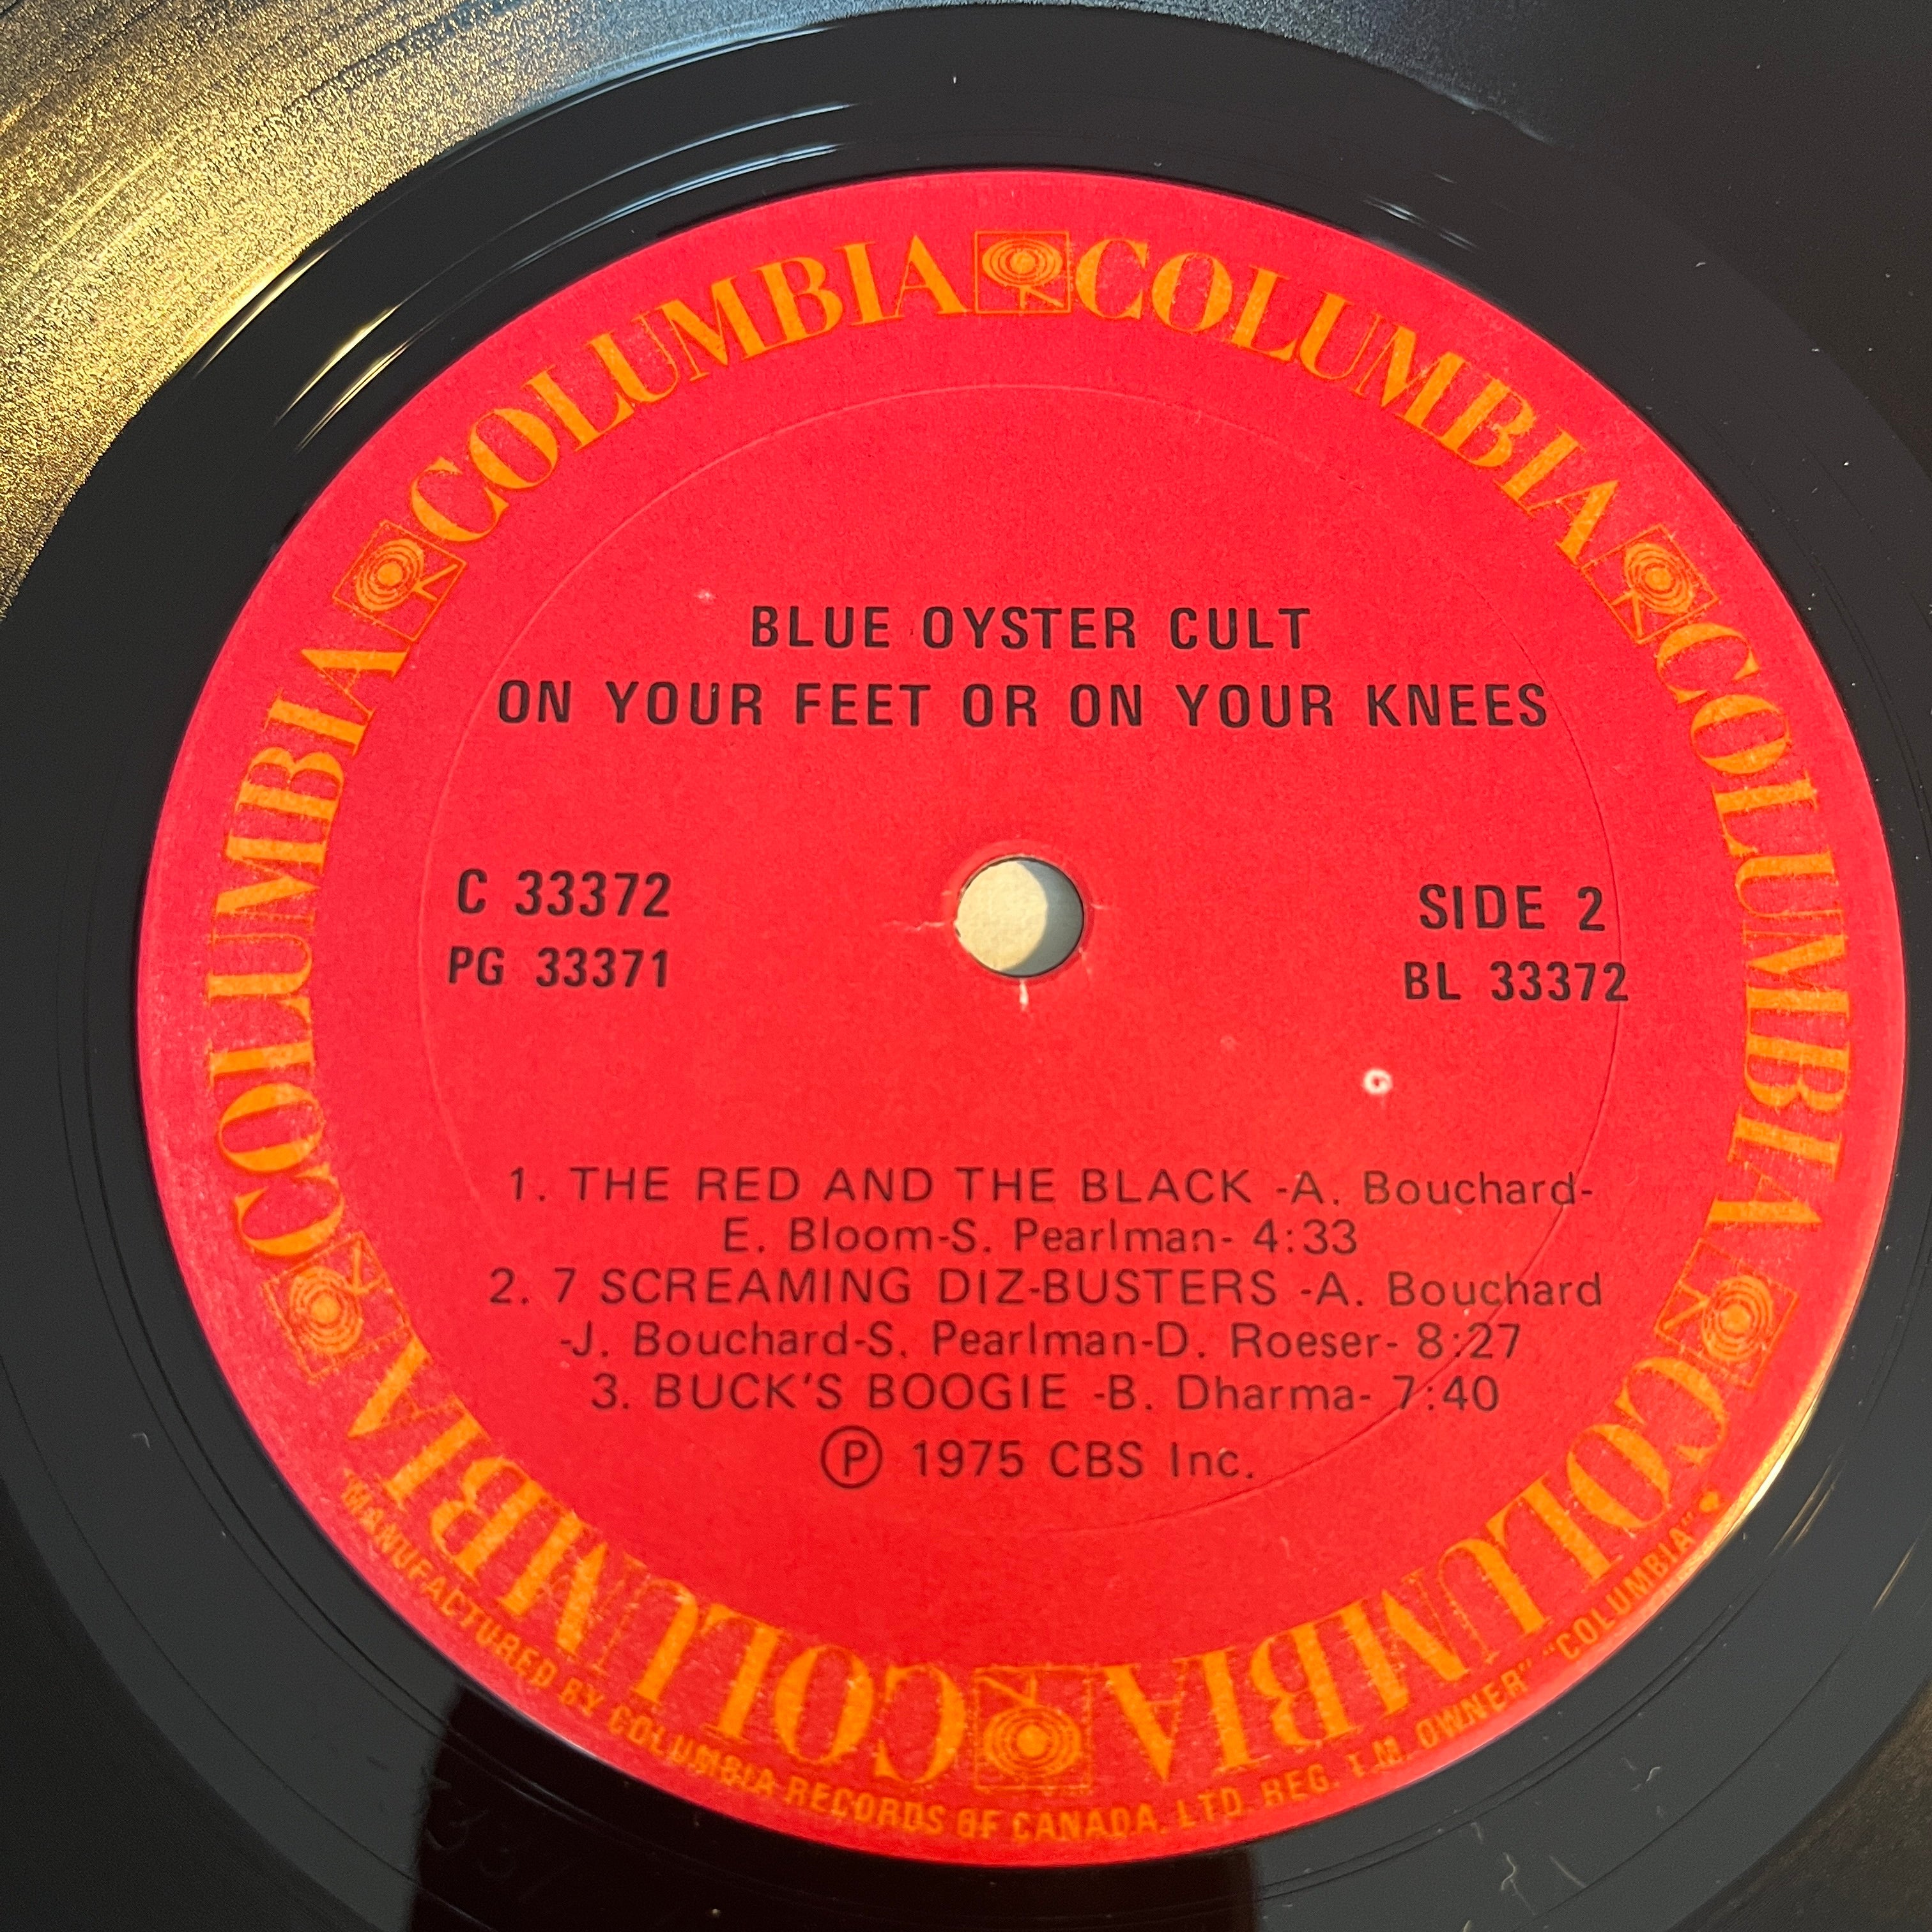 COLUMBIA COLUMBIA COLUMBIA COLUMBIA COLUMBIA COLUMBIA
BLUE OYSTER CULT
ON YOUR FEET OR ON YOUR KNEES
C 33372
PG 33371
SIDE 2
BL 33372
1. THE RED AND THE BLACK -A. Bouchard-
E. Bloom-S. Pearlman- 4:33
2. 7 SCREAMING DIZ-BUSTERS -A. Bouchard
-J. Bouchard-S. Pearlman-D. Roeser- 8:27
3. BUCK'S BOOGIE -B. Dharma- 7:40
Ⓟ 1975 CBS Inc.
MANUFACTURED BY COLUMBIA RECORDS OF CANADA, LTD. REG. T.M. OWNER" "COLUMBIA"